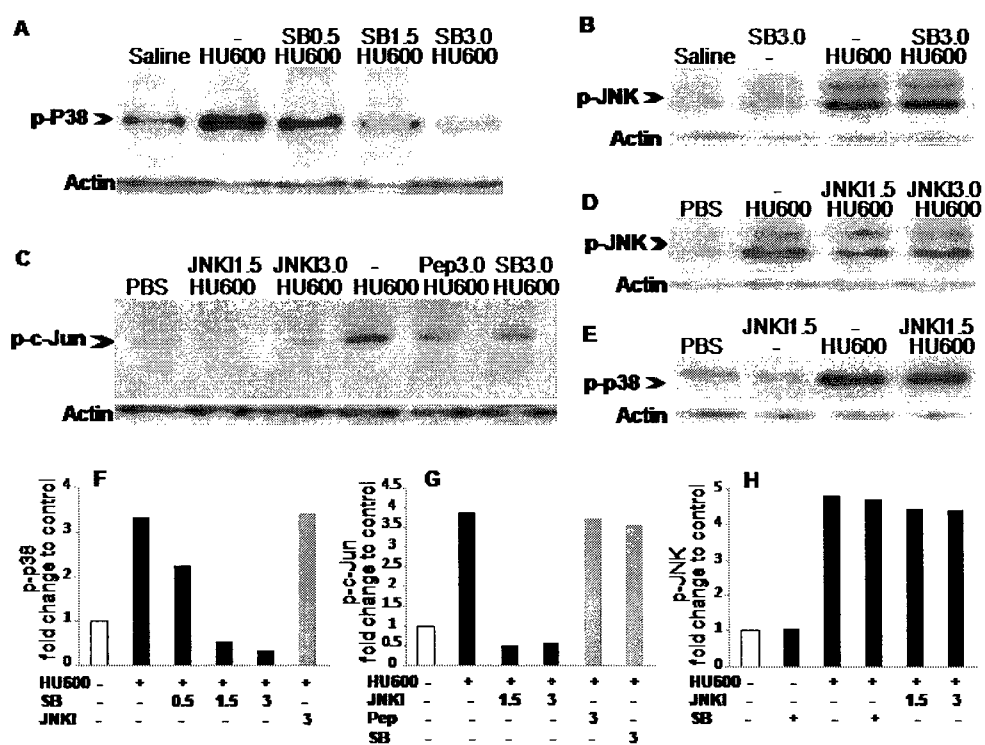 A
- SB0.5 SB1.5 SB3.0
Saline HU600 HU600 HU600 HU600
p-P38
Actin
B
SB3.0 - SB3.0
Saline - HU600 HU600
p-JNK
Actin
C
JNKI1.5 JNKI3.0 - Pep3.0 SB3.0
PBS HU600 HU600 HU600 HU600 HU600
p-c-Jun
Actin
D
- JNKI1.5 JNKI3.0
PBS HU600 HU600 HU600
p-JNK
Actin
E
JNKI1.5 - JNKI1.5
PBS - HU600 HU600
p-p38
Actin
F
p-p38
fold change to control
4
3
2
1
0
HU600 - + + + + +
SB - - 0.5 1.5 3 -
JNKI - - - - - 3
G
p-c-Jun
fold change to control
4.5
4
3.5
3
2.5
2
1.5
1
0.5
0
HU600 - + + + + +
JNKI - - 1.5 3 - -
Pep - - - - 3 -
SB - - - - - 3
H
p-JNK
fold change to control
5
4
3
2
1
0
HU600 - - + + + +
JNKI - - - - 1.5 3
SB - + - + - -